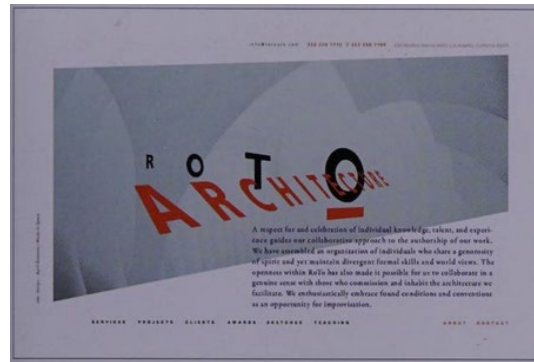 ROTO
ARCHITECTURE
A respect for and celebration of individual knowledge, talent, and experi-
ence guides our collaborative approach to the authorship of our work.
We have assembled an organization of individuals who share a generosity
of spirit and yet maintain divergent formal skills and world views. The
openness within RoTo has also made it possible for us to collaborate in a
genuine sense with those who commission and inhabit the architecture we
facilitate. We enthusiastically embrace found conditions and conventions
as an opportunity for improvisation.
SERVICES PROJECTS CLIENTS AWARDS SKETCHES TEACHING ABOUT CONTACT